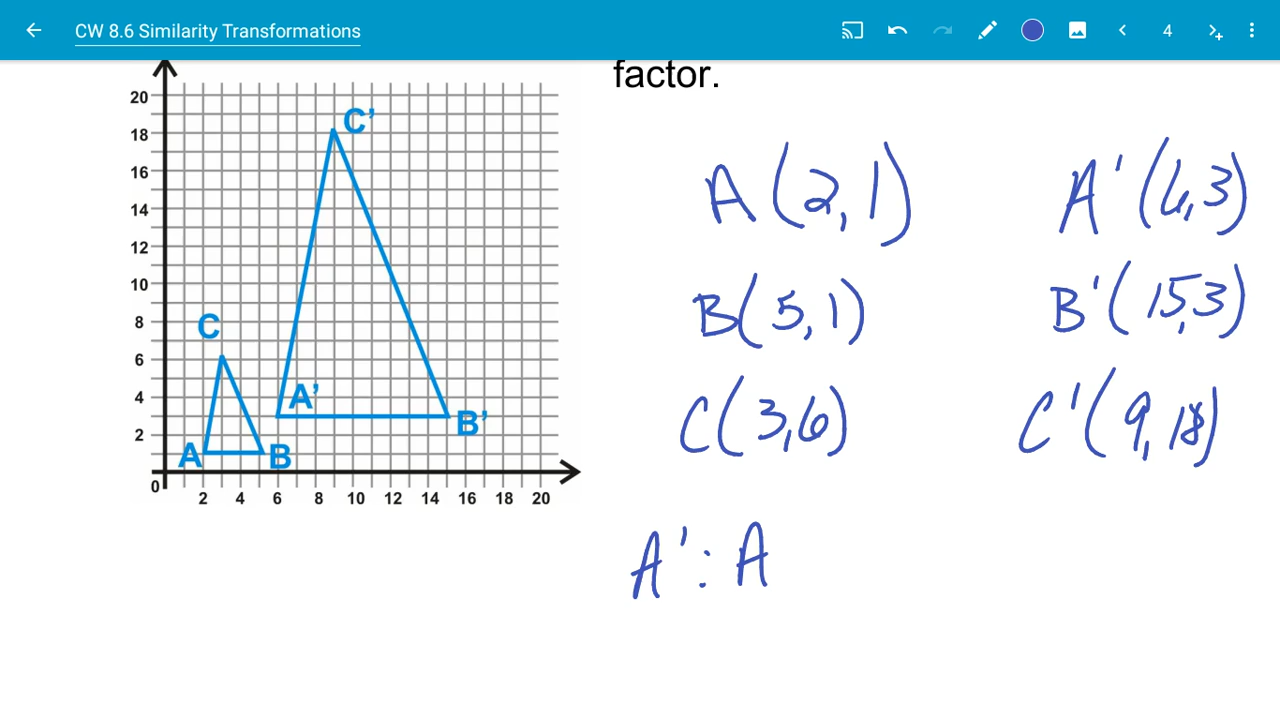 CW 8.6 Similarity Transformations
4
factor.
20
18
16
14
12
10
8
6
4
2
0
2 4 6 8 10 12 14 16 18 20
C'
C
A'
B'
A
B
A(2,1) A'(6,3)
B(5,1) B'(15,3)
C(3,6) C'(9,18)
A' : A